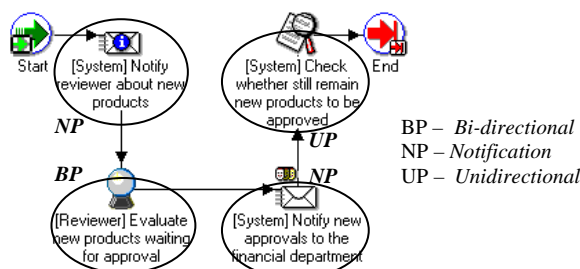 Start
[System] Notify
reviewer about new
products
NP
[System] Check
whether still remain
new products to be
approved
UP
End
BP
[Reviewer] Evaluate
new products waiting
for approval
NP
[System] Notify new
approvals to the
financial department
BP – Bi-directional
NP – Notification
UP – Unidirectional